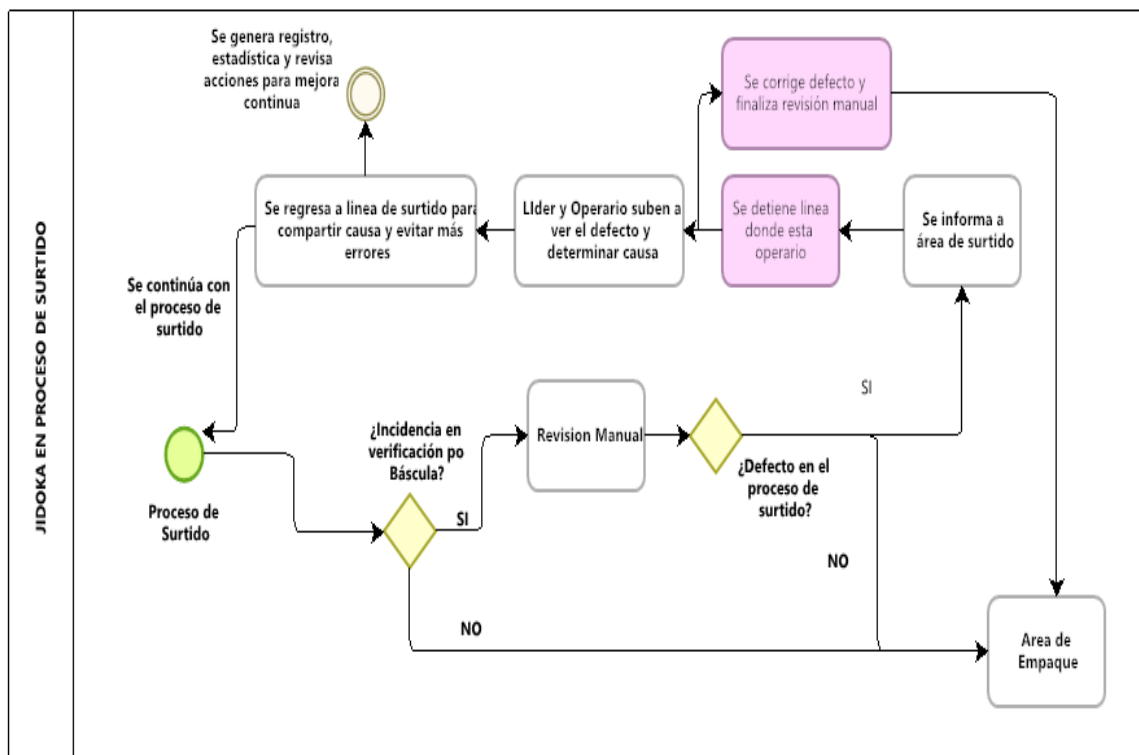 JIDOKA EN PROCESO DE SURTIDO
Se genera registro,
estadística y revisa
acciones para mejora
continua
Se corrige defecto y
finaliza revisión manual
Se regresa a linea de surtido para
compartir causa y evitar más
errores
LIder y Operario suben a
ver el defecto y
determinar causa
Se detiene linea
donde esta
operario
Se informa a
área de surtido
Se continúa con
el proceso de
surtido
¿Incidencia en
verificación po
Báscula?
SI
Revision Manual
SI
¿Defecto en el
proceso de
surtido?
Proceso de
Surtido
NO
NO
Area de
Empaque